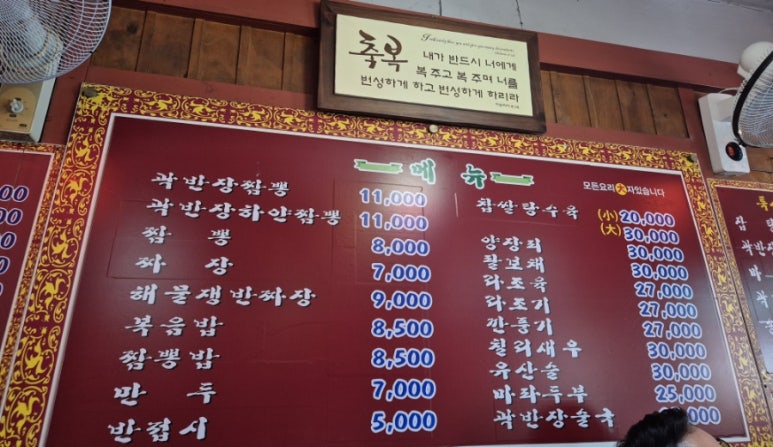 축복
내가 반드시 너에게
복 주고 복 주며 너를
번성하게 하고 번성하게 하리라
메뉴
모든요리 大자있습니다
곽반장짬뽕 11,000
곽반장하얀짬뽕 11,000
짬뽕 8,000
짜장 7,000
해물쟁반짜장 9,000
볶음밥 8,500
짬뽕밥 8,500
만두 7,000
반접시 5,000
찹쌀탕수육 (小) 20,000
(大) 30,000
양장피 30,000
팔보채 30,000
라조육 27,000
라조기 27,000
깐풍기 27,000
칠리새우 30,000
유산슬 30,000
마파두부 25,000
곽반장술국